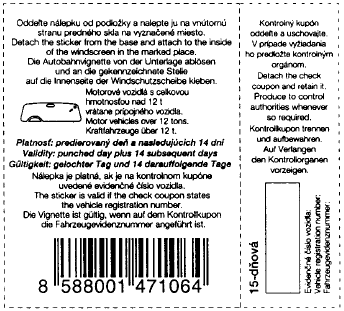 Oddeľte nálepku od podložky a nalepte ju na vnútornú
stranu predného skla na vyznačené miesto.
Detach the sticker from the base and attach to the inside
of the windscreen in the marked place.
Die Autobahnvignette von der Unterlage ablösen
und an die gekennzeichnete Stelle
auf die Innenseite der Windschutzscheibe kleben.
Motorové vozidlá s celkovou
hmotnosťou nad 12 t
vrátane prípojného vozidla.
Motor vehicles over 12 tons.
Kraftfahrzeuge über 12 t.
Platnosť: predierovaný deň a nasledujúcich 14 dní
Validity: punched day plus 14 subsequent days
Gültigkeit: gelochter Tag und 14 darauffolgende Tage
Nálepka je platná, ak je na kontrolnom kupóne
uvedené evidenčné číslo vozidla.
The sticker is valid if the check coupon states
the vehicle registration number.
Die Vignette ist gültig, wenn auf dem Kontrollkupon
die Fahrzeugevidenznummer angeführt ist.
8 588001 471064
Kontrolný kupón
oddeľte a uschovajte.
V prípade vyžiadania
ho predložte kontrolným
orgánom.
Detach the check
coupon and retain it.
Produce to control
authorities whenever
so required.
Kontrollkupon trennen
und aufbewahren.
Auf Verlangen
den Kontrollorganen
vorzeigen.
15-dňová
Evidenčné číslo vozidla:
Vehicle registration number:
Fahrzeugevidenznummer: